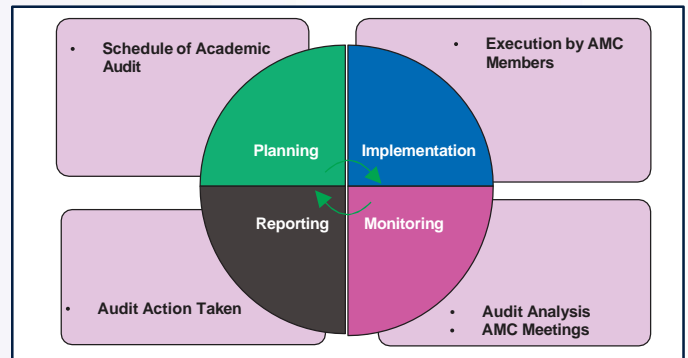 • Schedule of Academic
Audit
• Execution by AMC
Members
Planning
Implementation
Reporting
Monitoring
• Audit Action Taken
• Audit Analysis
• AMC Meetings